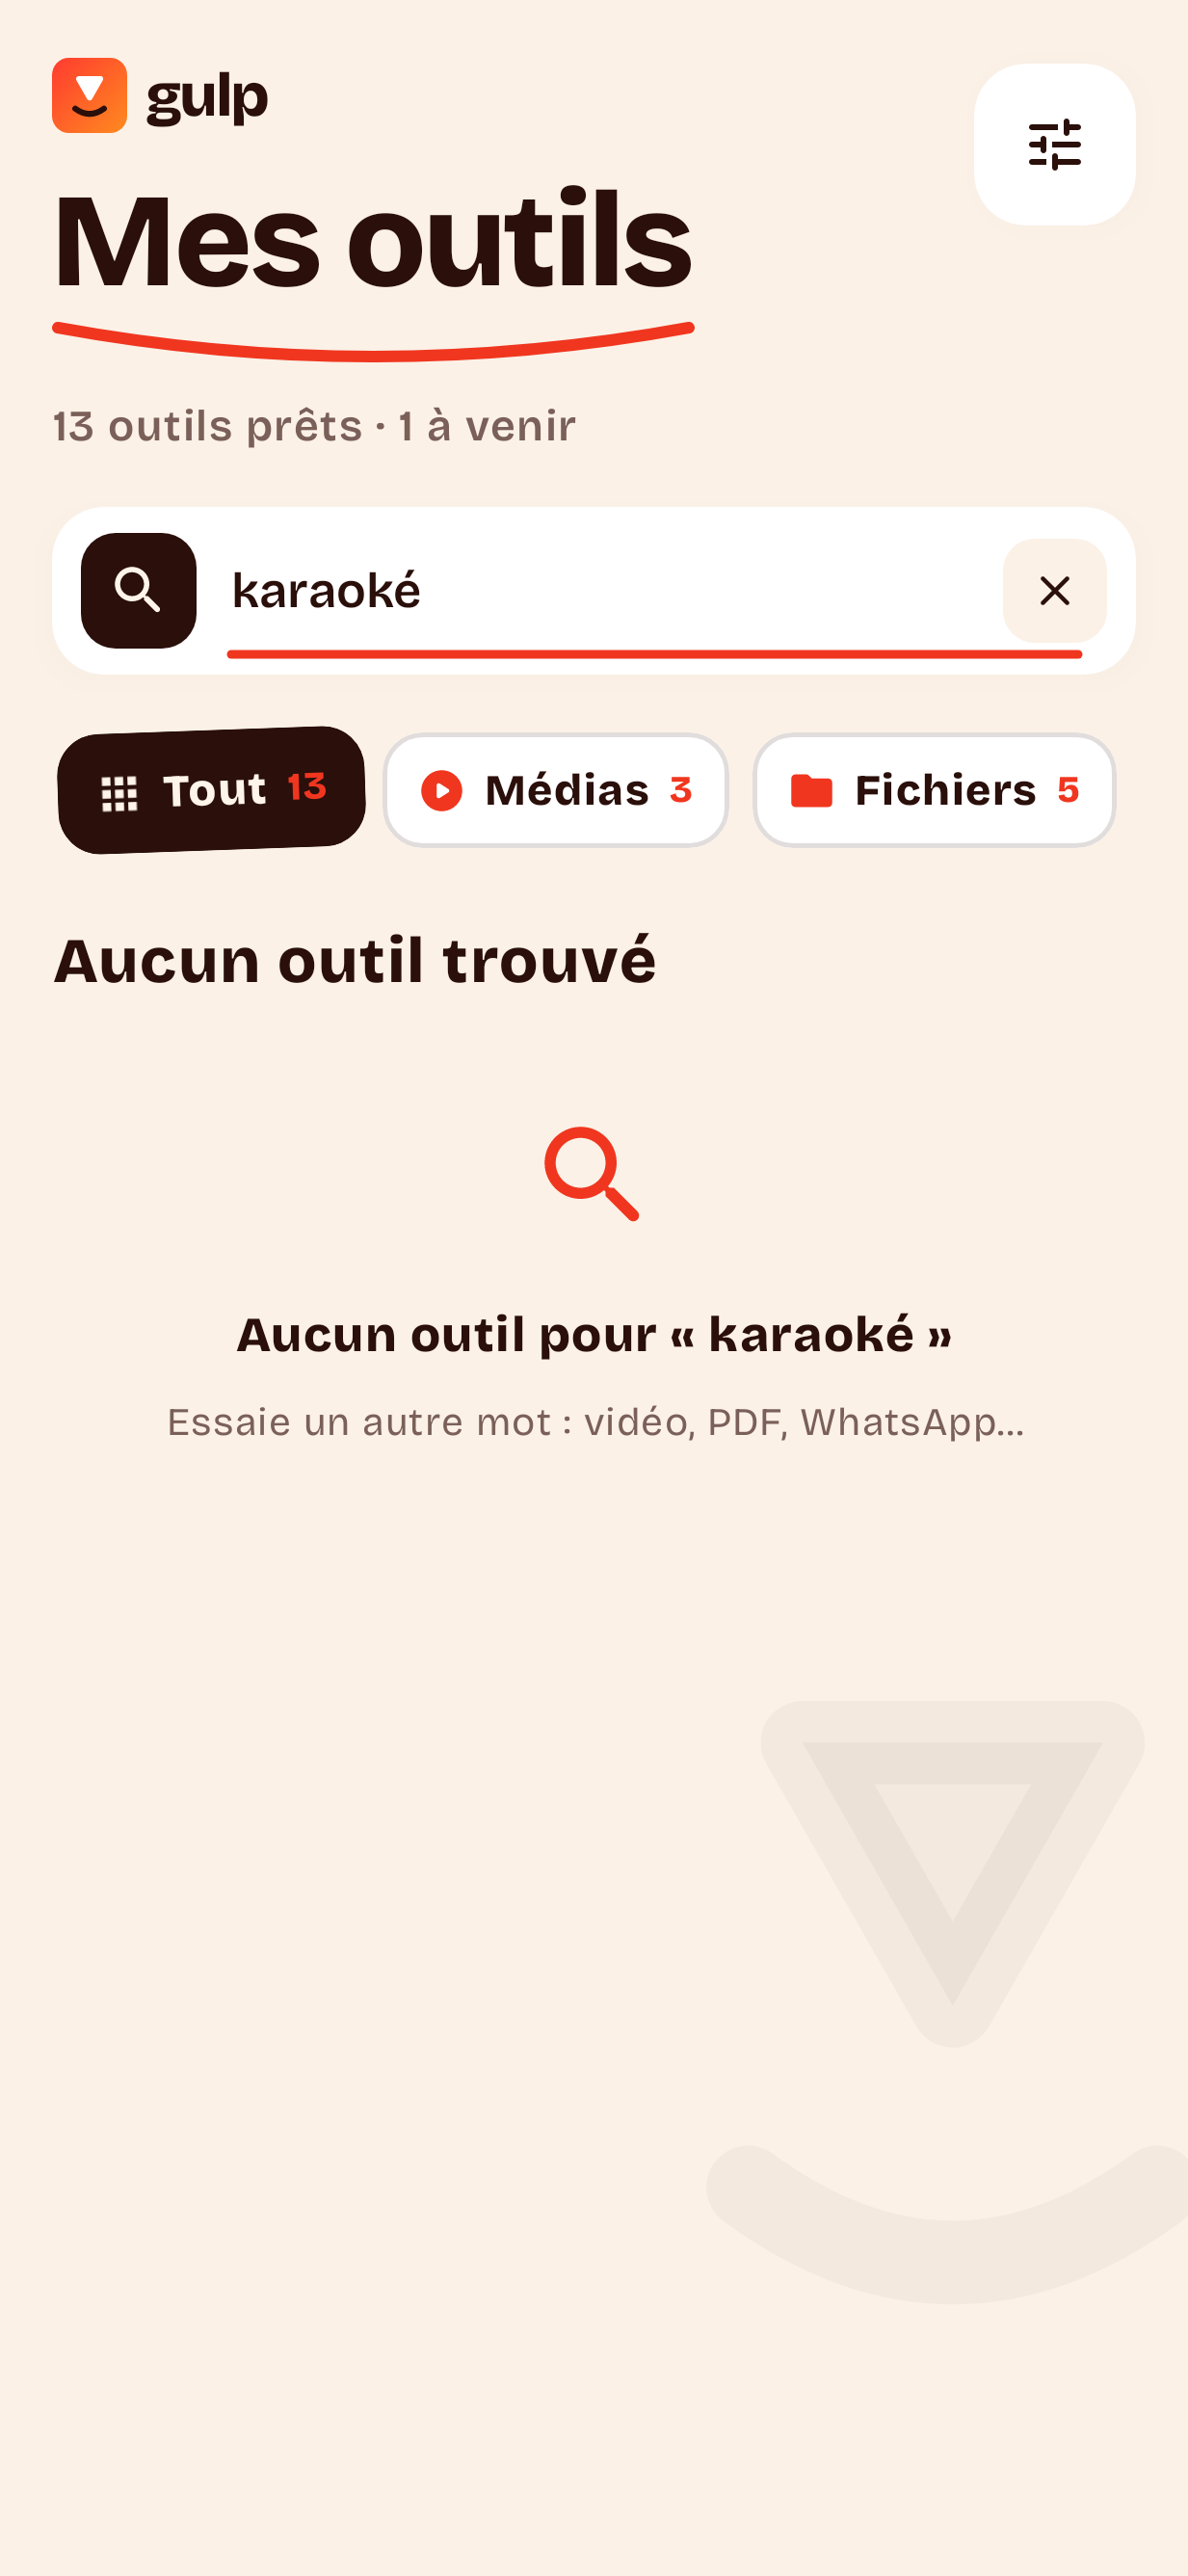 gulp
Mes outils
13 outils prêts · 1 à venir
karaoké
Tout 13 Médias 3 Fichiers 5
Aucun outil trouvé
Aucun outil pour « karaoké »
Essaie un autre mot : vidéo, PDF, WhatsApp...